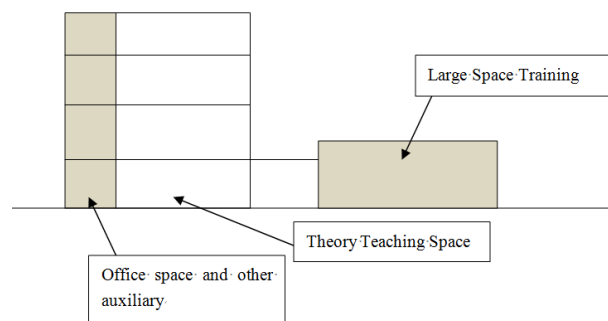 Large Space Training
Theory Teaching Space
Office space and other
auxiliary